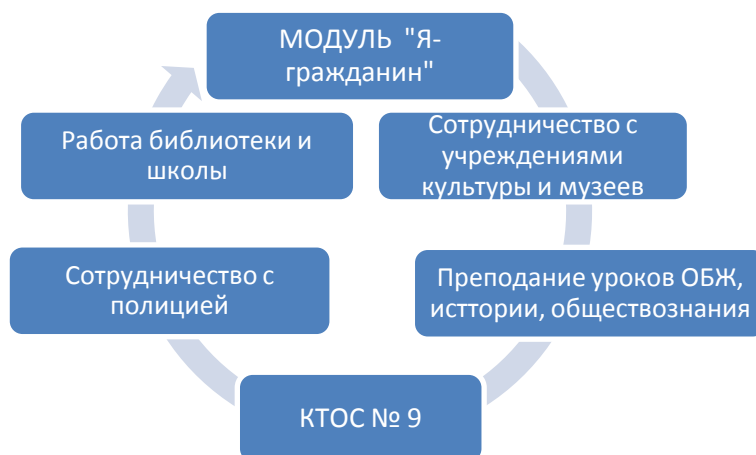 МОДУЛЬ "Я-
гражданин"
Сотрудничество с
учреждениями
культуры и музеев
Преподание уроков ОБЖ,
исттории, обществознания
КТОС № 9
Сотрудничество с
полицией
Работа библиотеки и
школы